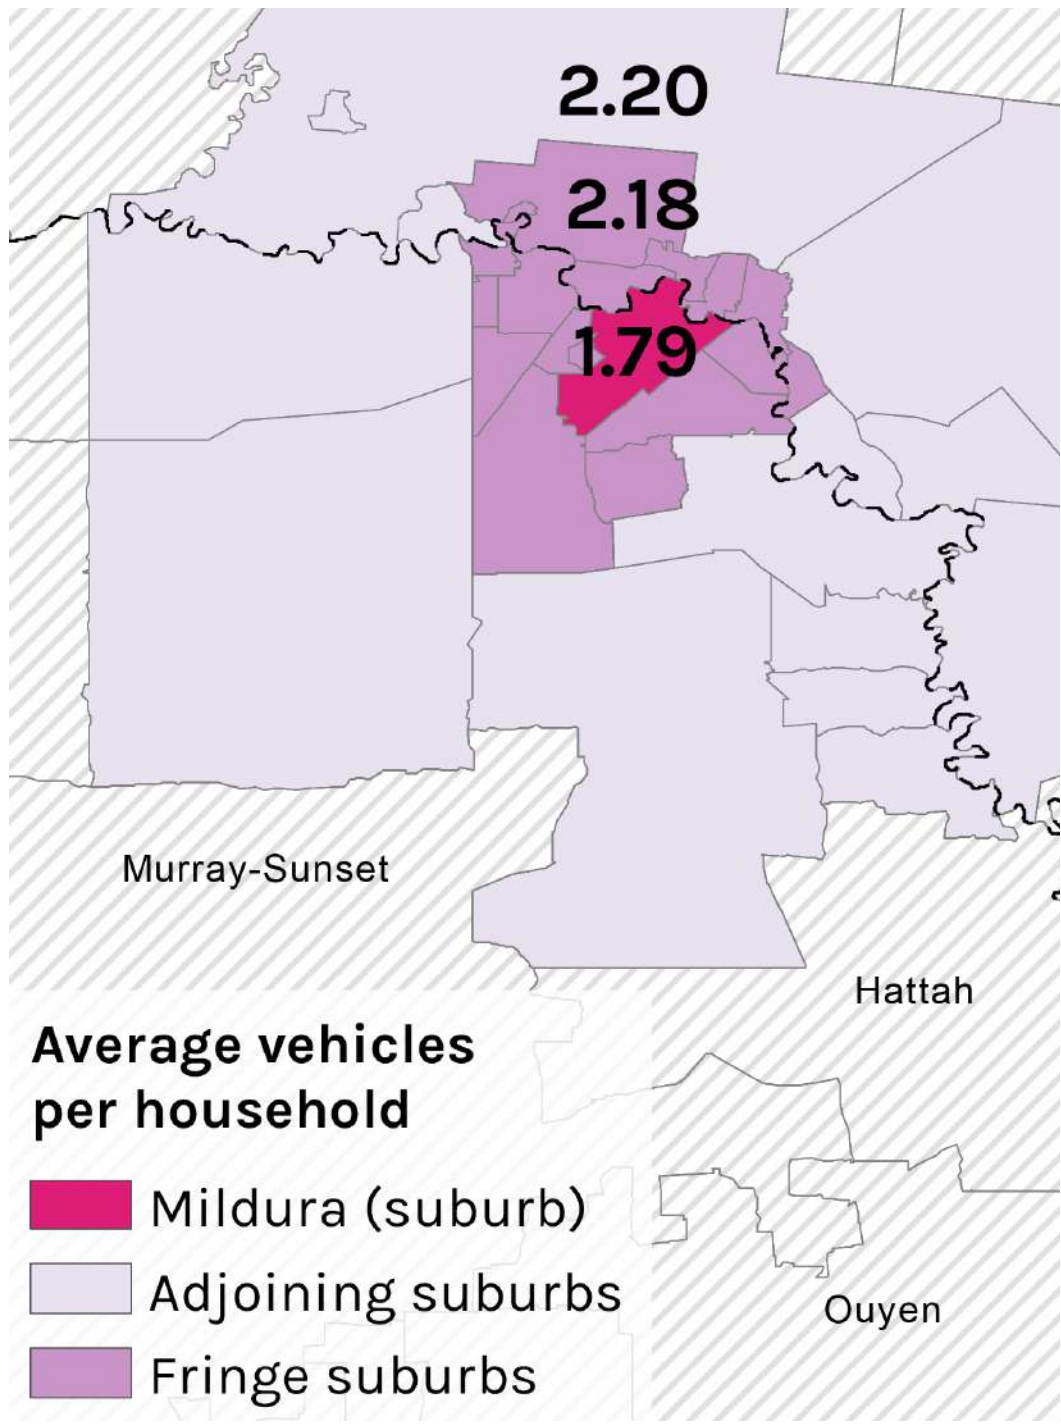 2.20
2.18
1.79
Murray-Sunset
Hattah
Average vehicles
per household
Mildura (suburb)
Adjoining suburbs
Ouyen
Fringe suburbs